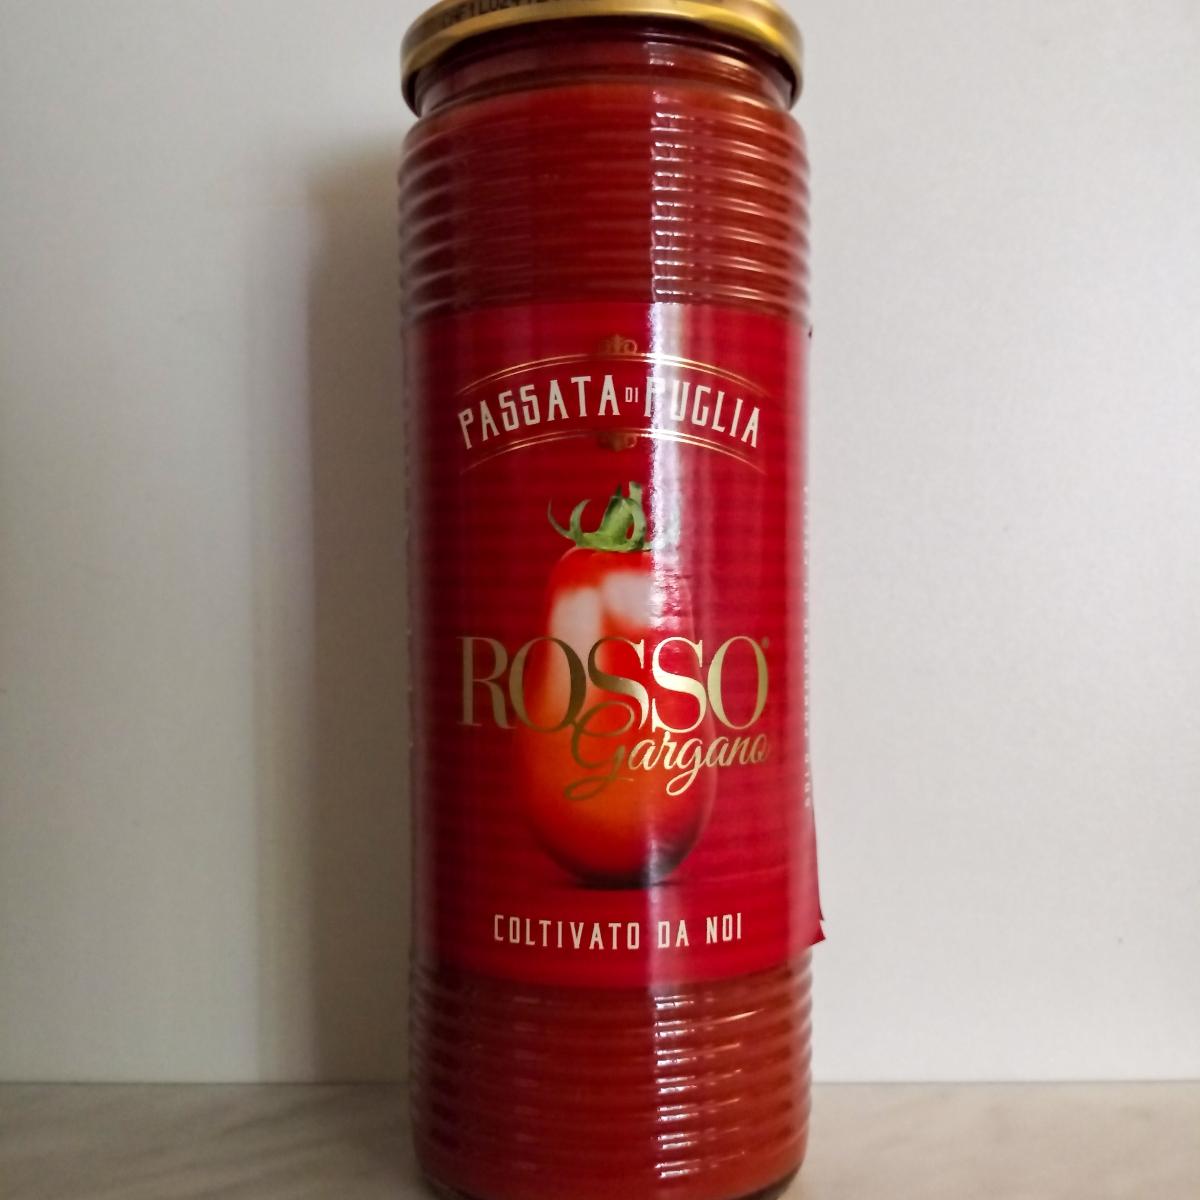 PASSATA DI PUGLIA
ROSSO®
Gargano
COLTIVATO DA NOI